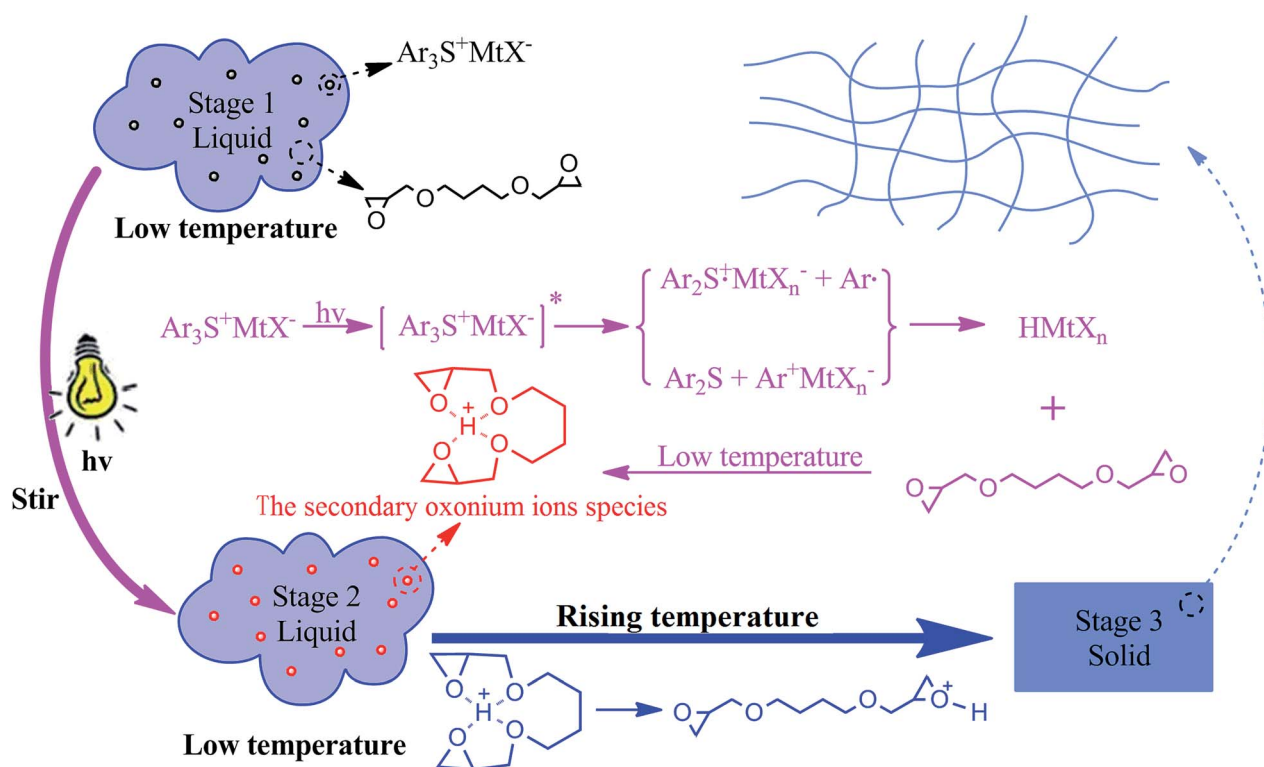 Ar₃S⁺MtX⁻
Stage 1
Liquid
O
O
O
O
Low temperature
Ar₃S⁺MtX⁻
hv
[ Ar₃S⁺MtX⁻ ]*
Ar₂S⁺·MtXₙ⁻ + Ar·
Ar₂S + Ar⁺MtXₙ⁻
HMtXₙ
+
O
O
+
H
O
O
Low temperature
O
O
O
O
hv
Stir
The secondary oxonium ions species
Stage 2
Liquid
Rising temperature
Stage 3
Solid
O
O
+
H
O
O
O
O
O
O⁺
H
Low temperature